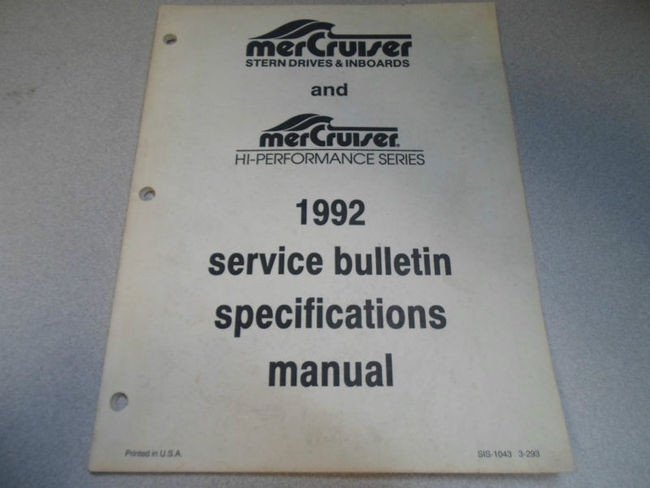 merCruiser
STERN DRIVES & INBOARDS
and
merCruiser®
HI-PERFORMANCE SERIES
1992
service bulletin
specifications
manual
Printed in U.S.A. SIS-1043 3-293